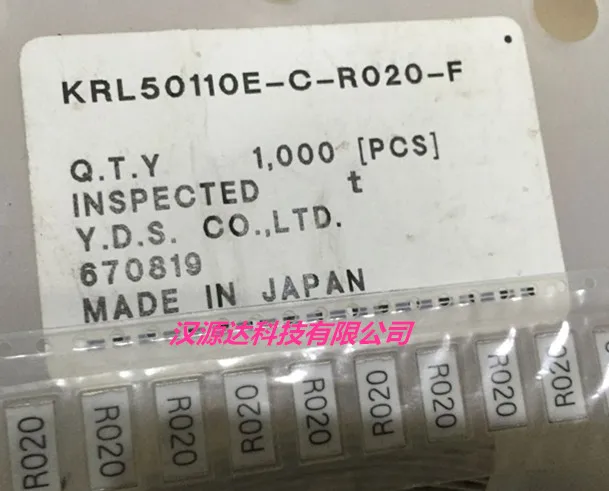 KRL50110E-C-R020-F
Q.T.Y 1,000 [PCS]
INSPECTED t
Y.D.S. CO.,LTD.
670819
MADE IN JAPAN
汉源达科技有限公司
R020 R020 R020 R020 R020 R020 R020 R020 R020